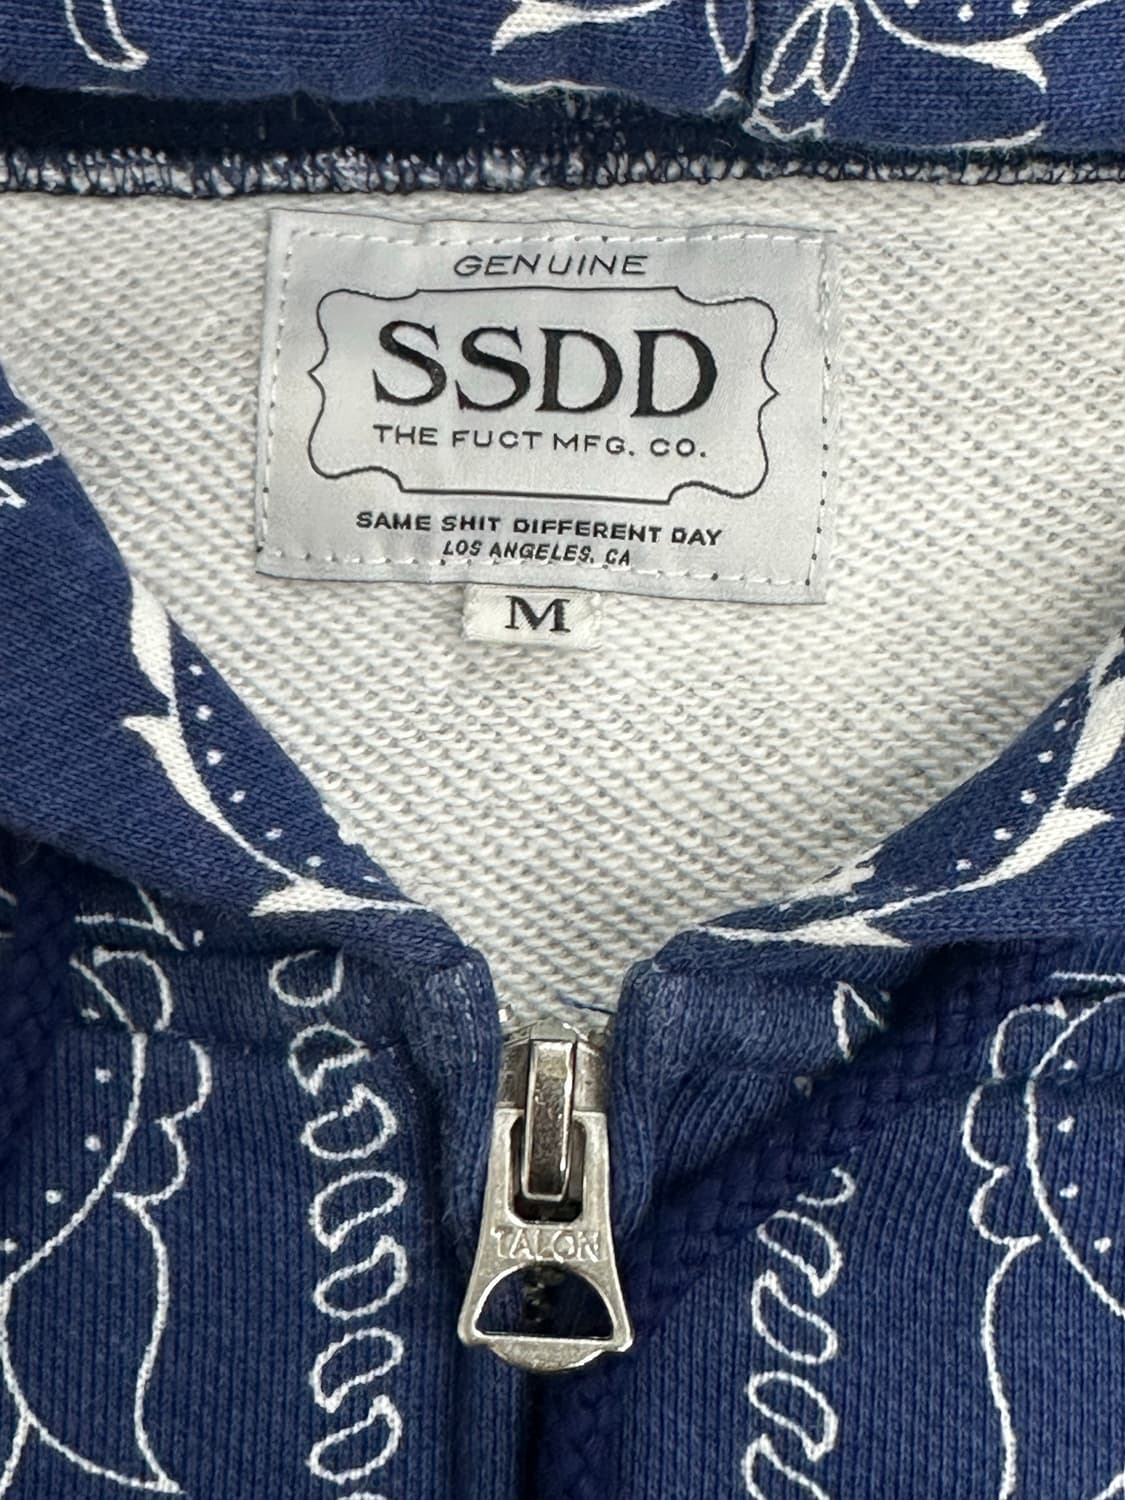 GENUINE
SSDD
THE FUCT MFG. CO.
SAME SHIT DIFFERENT DAY
LOS ANGELES, CA
M
TALON